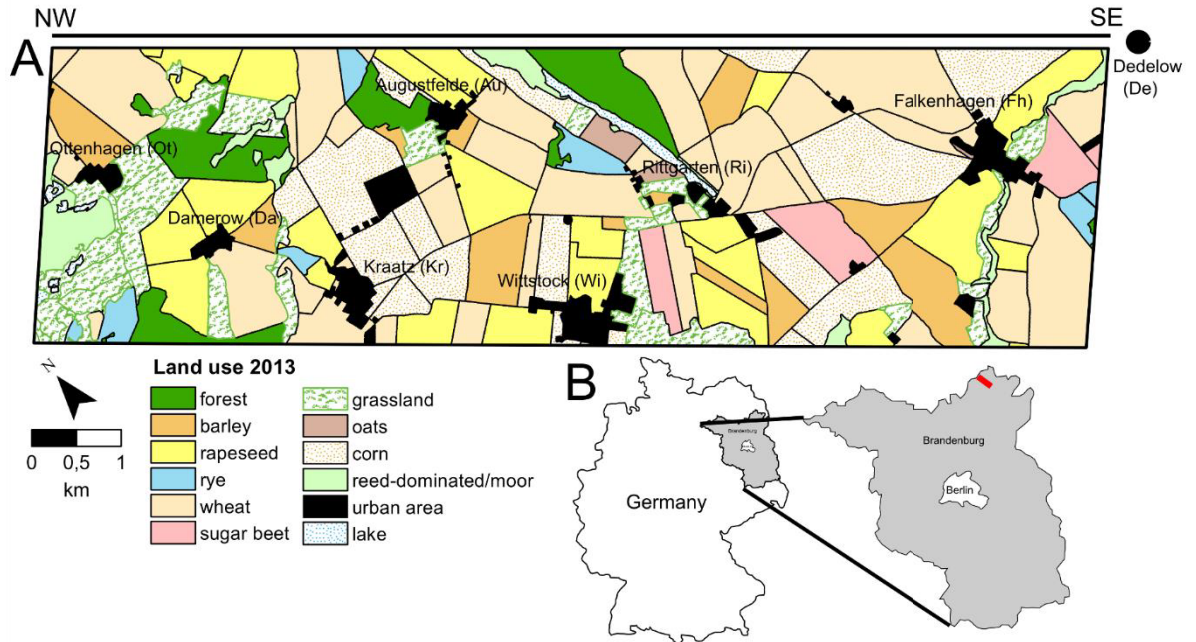 NW
SE
A
Dedelow
(De)
Augustfelde (Au)
Falkenhagen (Fh)
Ottenhagen (Ot)
Rittgarten (Ri)
Damerow (Da)
Kraatz (Kr)
Wittstock (Wi)
N
0 0,5 1
km
Land use 2013
forest
barley
rapeseed
rye
wheat
sugar beet
grassland
oats
corn
reed-dominated/moor
urban area
lake
B
Germany
Brandenburg
Brandenburg
Berlin